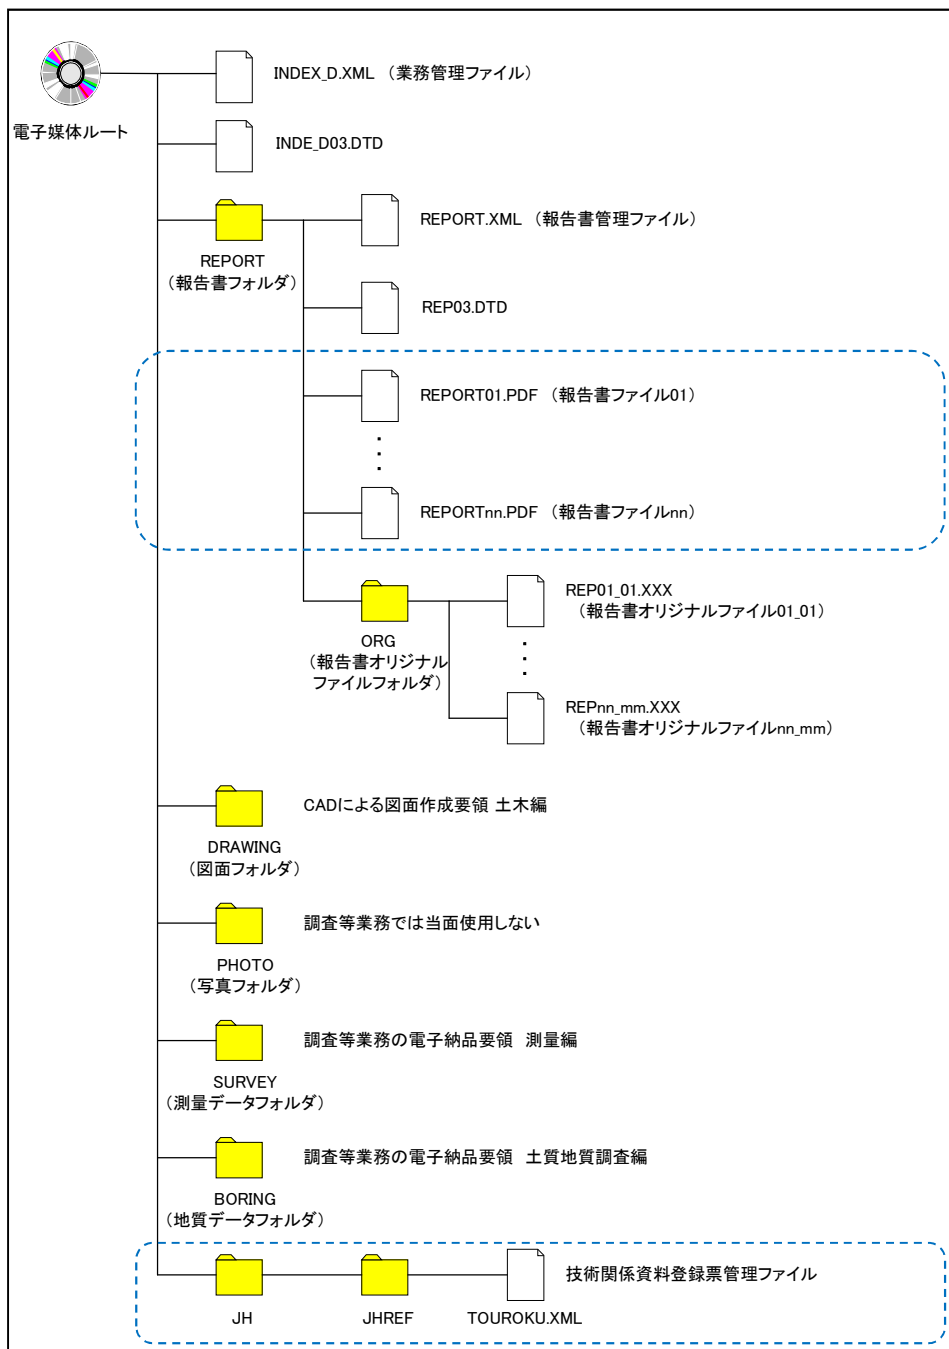 INDEX_D.XML （業務管理ファイル）
電子媒体ルート
INDE_D03.DTD
REPORT.XML （報告書管理ファイル）
REPORT
（報告書フォルダ）
REP03.DTD
REPORT01.PDF （報告書ファイル01）
REPORTnn.PDF （報告書ファイルnn）
REP01_01.XXX
（報告書オリジナルファイル01_01）
ORG
（報告書オリジナル
ファイルフォルダ）
REPnn_mm.XXX
（報告書オリジナルファイルnn_mm）
CADによる図面作成要領 土木編
DRAWING
（図面フォルダ）
調査等業務では当面使用しない
PHOTO
（写真フォルダ）
調査等業務の電子納品要領　測量編
SURVEY
（測量データフォルダ）
調査等業務の電子納品要領　土質地質調査編
BORING
（地質データフォルダ）
技術関係資料登録票管理ファイル
JH JHREF TOUROKU.XML